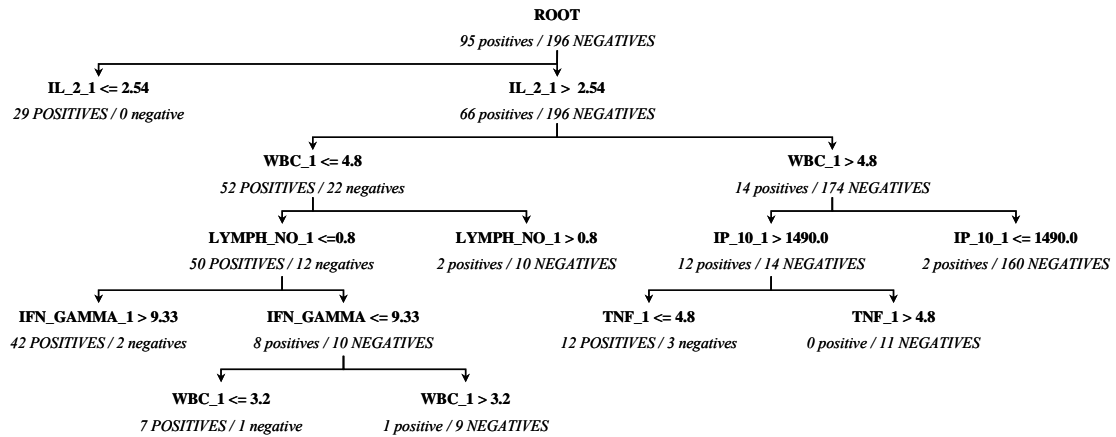 ROOT
95 positives / 196 NEGATIVES
IL_2_1 <= 2.54
IL_2_1 > 2.54
29 POSITIVES / 0 negative
66 positives / 196 NEGATIVES
WBC_1 <= 4.8
WBC_1 > 4.8
52 POSITIVES / 22 negatives
14 positives / 174 NEGATIVES
LYMPH_NO_1 <=0.8
LYMPH_NO_1 > 0.8
IP_10_1 > 1490.0
IP_10_1 <= 1490.0
50 POSITIVES / 12 negatives
2 positives / 10 NEGATIVES
12 positives / 14 NEGATIVES
2 positives / 160 NEGATIVES
IFN_GAMMA_1 > 9.33
IFN_GAMMA <= 9.33
TNF_1 <= 4.8
TNF_1 > 4.8
42 POSITIVES / 2 negatives
8 positives / 10 NEGATIVES
12 POSITIVES / 3 negatives
0 positive / 11 NEGATIVES
WBC_1 <= 3.2
WBC_1 > 3.2
7 POSITIVES / 1 negative
1 positive / 9 NEGATIVES